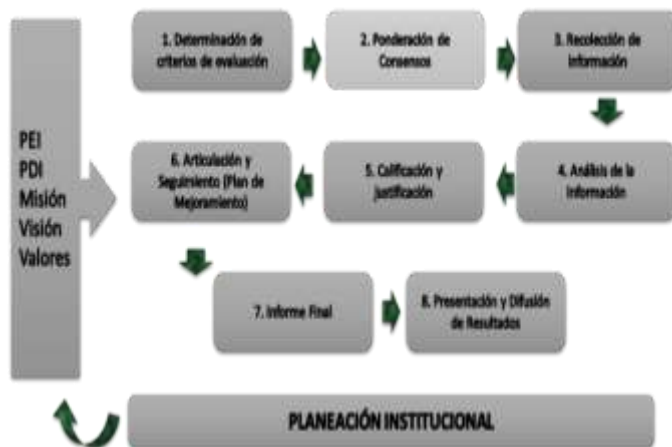 PEI
PDI
Misión
Visión
Valores
1. Determinación de
criterios de evaluación
2. Ponderación de
Consensos
3. Recolección de
Información
6. Articulación y
Seguimiento (Plan de
Mejoramiento)
5. Calificación y
justificación
4. Análisis de la
Información
7. Informe Final
8. Presentación y Difusión
de Resultados
PLANEACIÓN INSTITUCIONAL